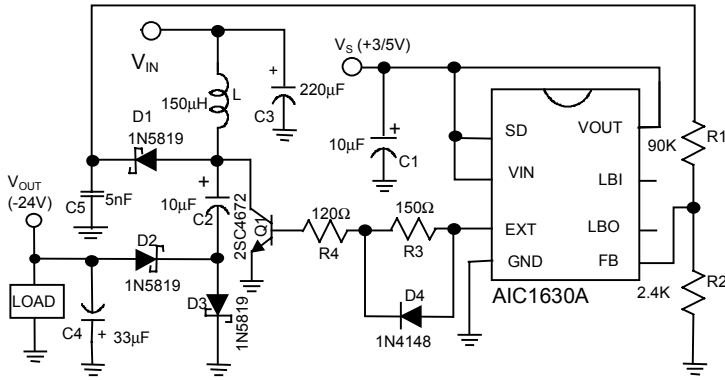 VIN
VS (+3/5V)
150μH
L
220μF
C3
D1
1N5819
10μF
C1
SD
VIN
EXT
GND
VOUT
LBI
LBO
FB
AIC1630A
90K
R1
VOUT
(-24V)
C5
5nF
10μF
C2
2SC4672
Q1
120Ω
R4
150Ω
R3
D2
1N5819
D4
1N4148
2.4K
R2
LOAD
C4
33μF
D3
1N5819